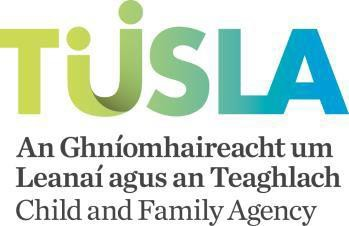 TUSLA
An Ghníomhaireacht um
Leanaí agus an Teaghlach
Child and Family Agency